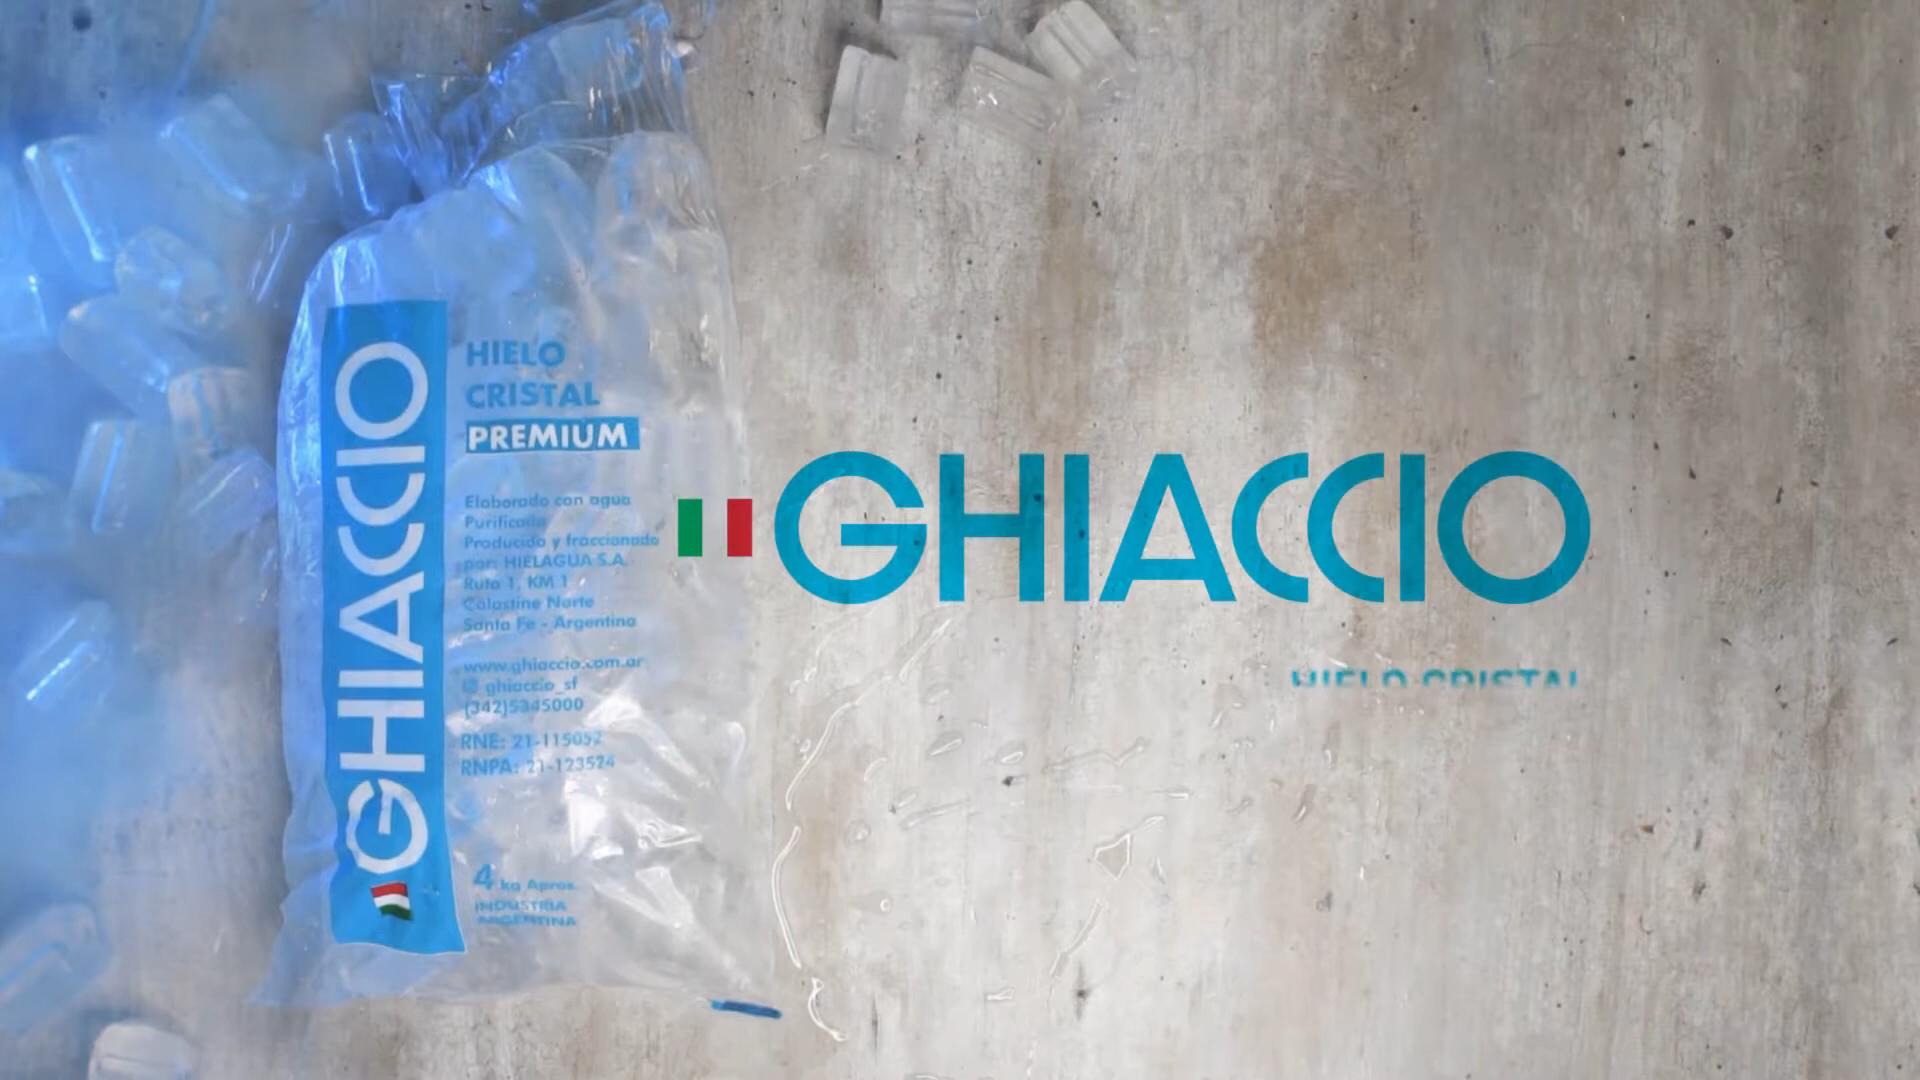 GHIACCIO
HIELO
CRISTAL
PREMIUM
Elaborado con agua
Purificada
Producido y fraccionado
por: HIELAGUA S.A.
Ruta 1, KM 1
Colastine Norte
Santa Fe - Argentina
www.ghiaccio.com.ar
ghiaccio_sf
(342)5345000
RNE: 21-115052
RNPA: 21-123524
4 kg Aprox.
INDUSTRIA
ARGENTINA
GHIACCIO
HIELO CRISTAL